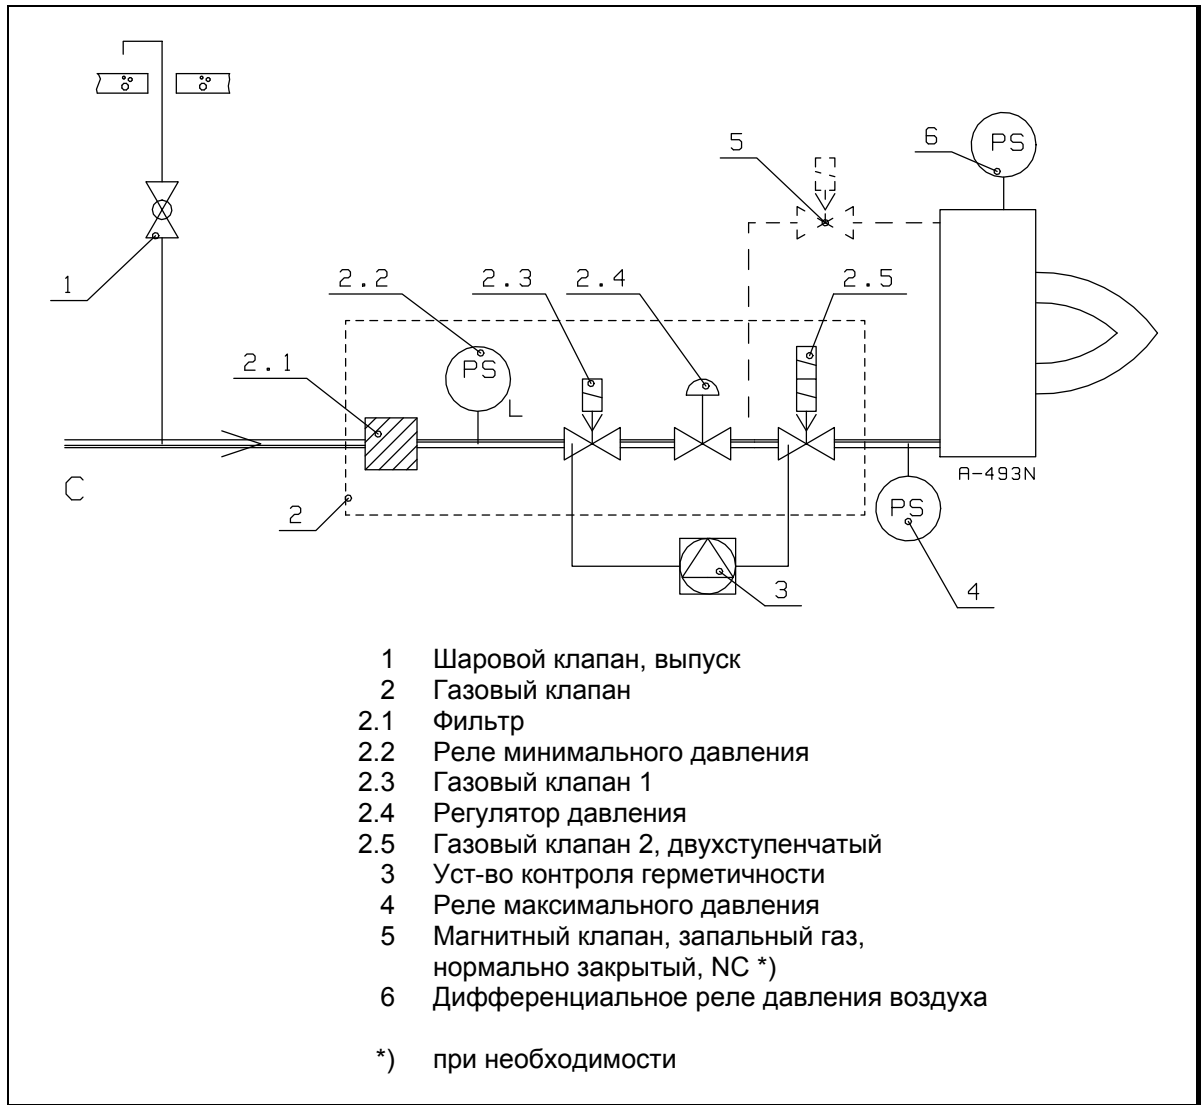 6 PS
5
1
2.2 2.3 2.4 2.5
2.1 PS
L
C
A-493N
2
PS
3 4
1 Шаровой клапан, выпуск
2 Газовый клапан
2.1 Фильтр
2.2 Реле минимального давления
2.3 Газовый клапан 1
2.4 Регулятор давления
2.5 Газовый клапан 2, двухступенчатый
3 Уст-во контроля герметичности
4 Реле максимального давления
5 Магнитный клапан, запальный газ,
нормально закрытый, NC *)
6 Дифференциальное реле давления воздуха
*) при необходимости